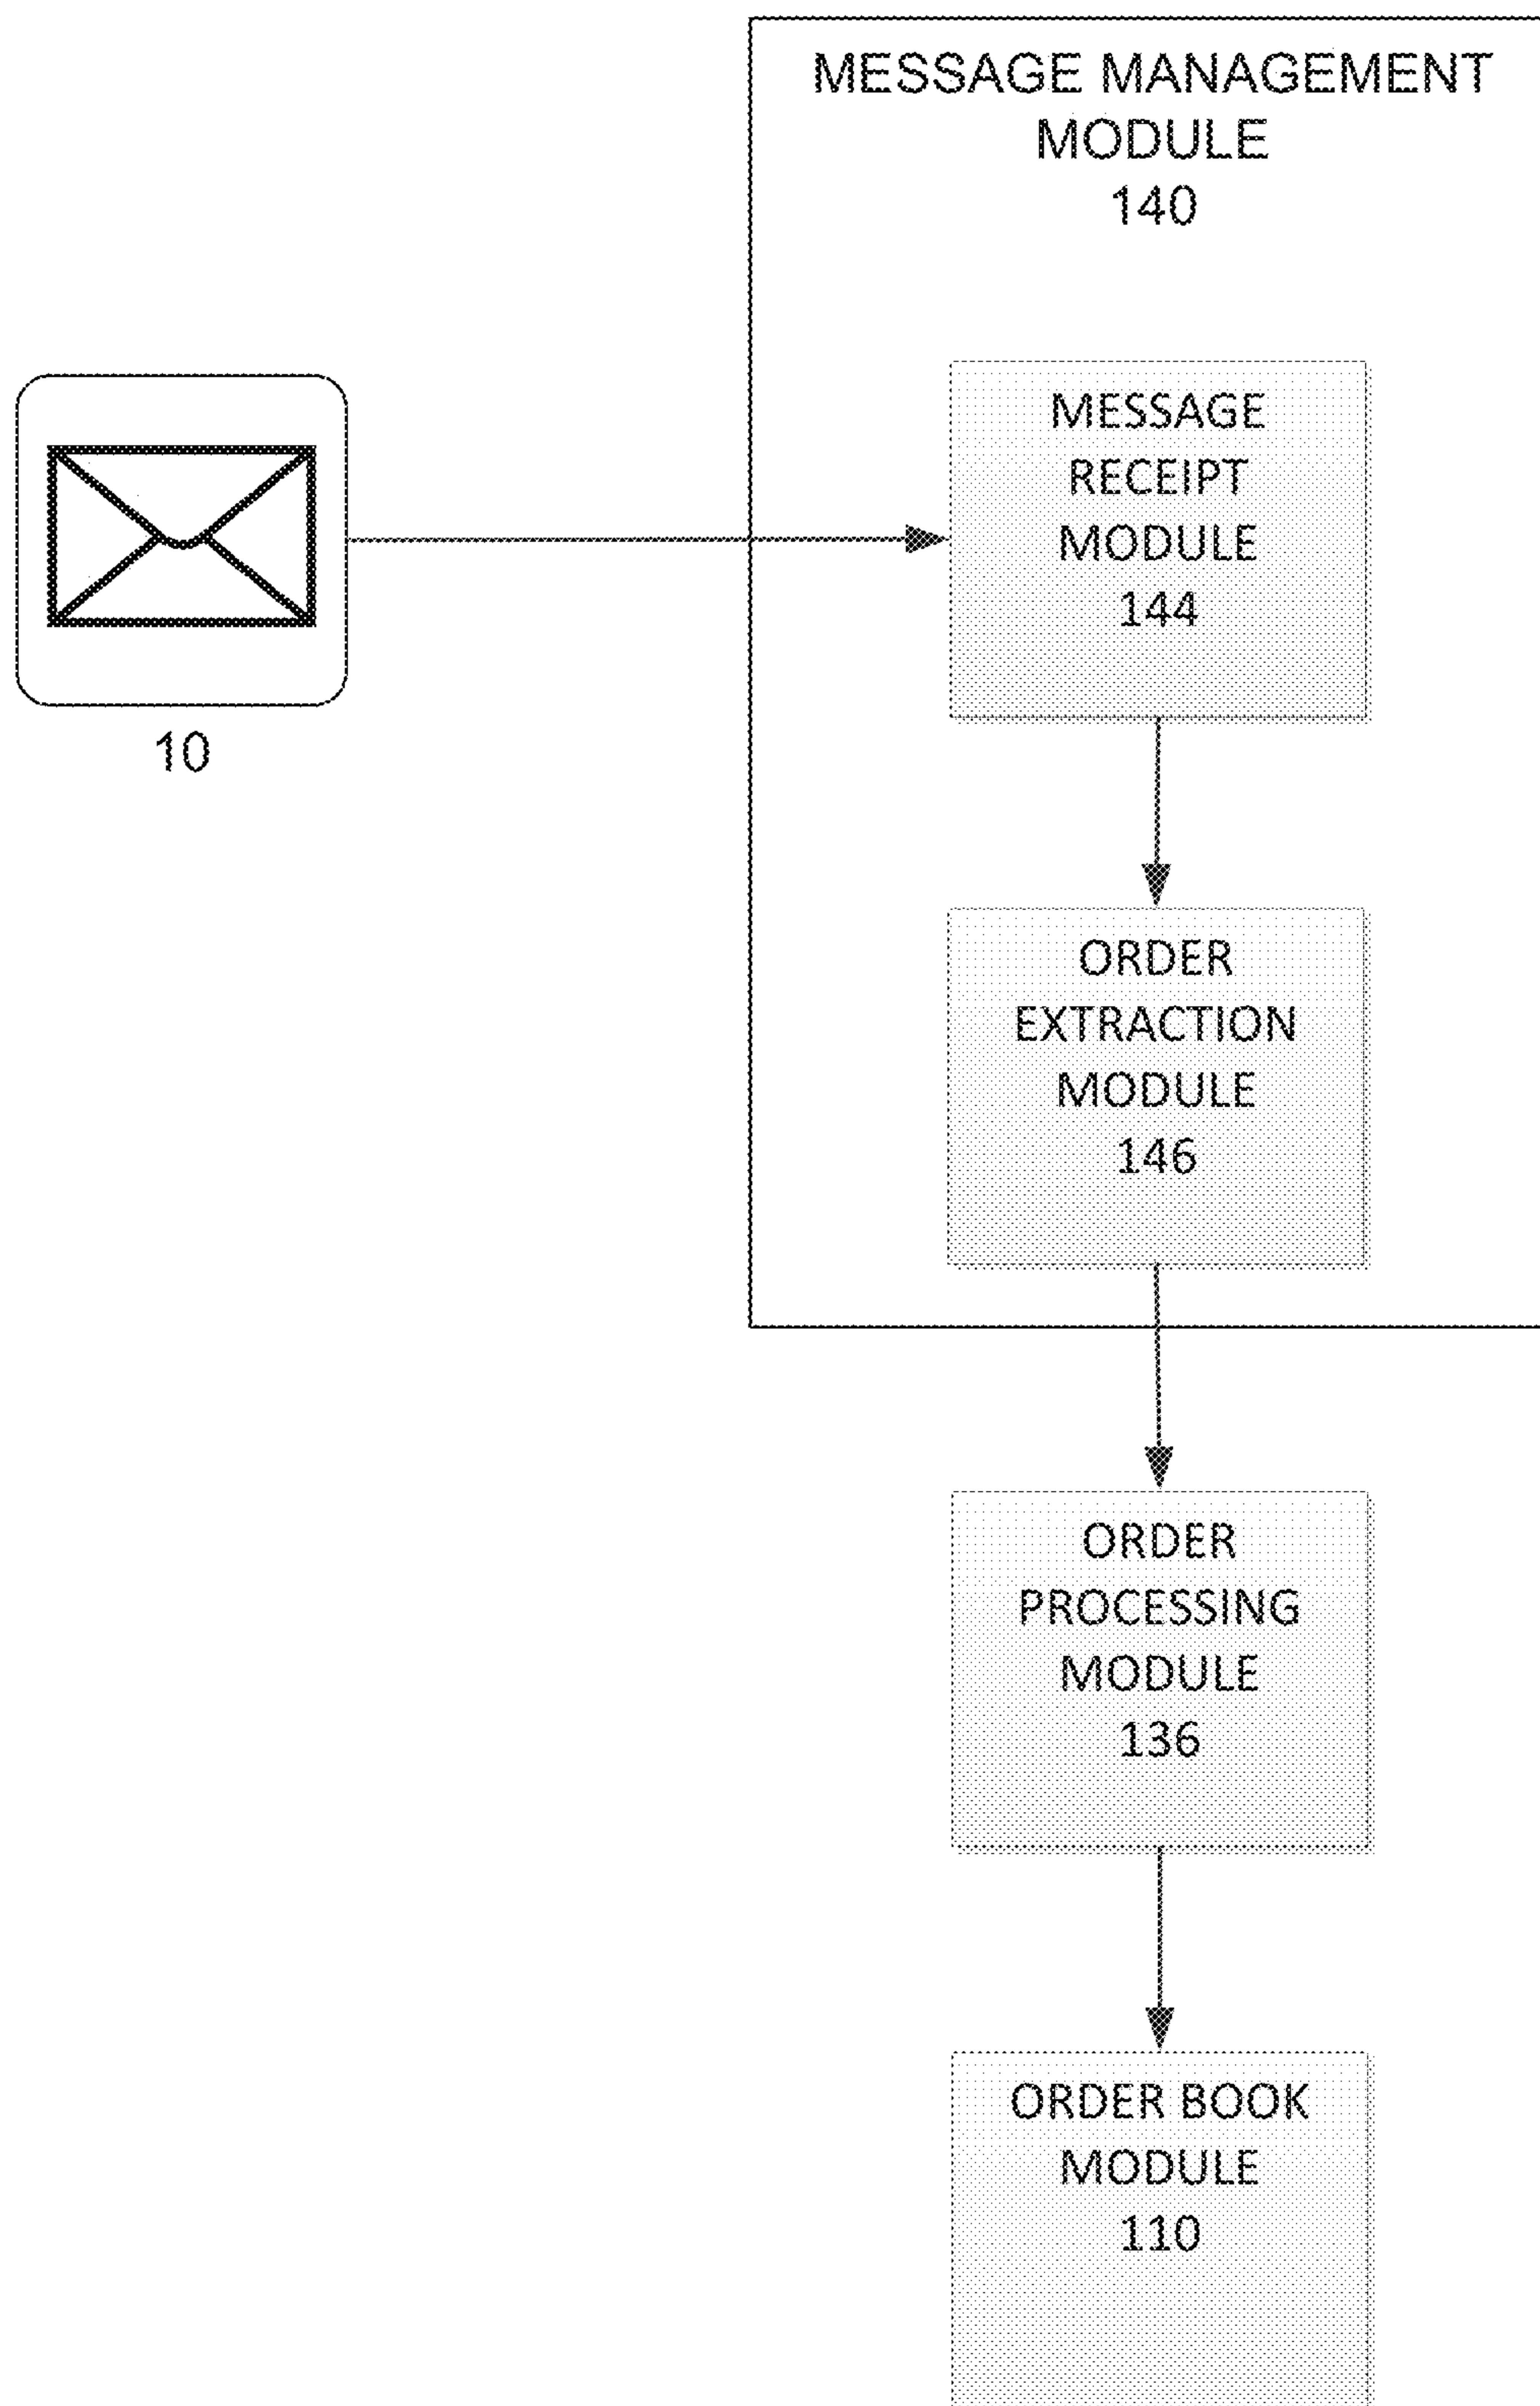 MESSAGE MANAGEMENT
MODULE
140
10
MESSAGE
RECEIPT
MODULE
144
ORDER
EXTRACTION
MODULE
146
ORDER
PROCESSING
MODULE
136
ORDER BOOK
MODULE
110